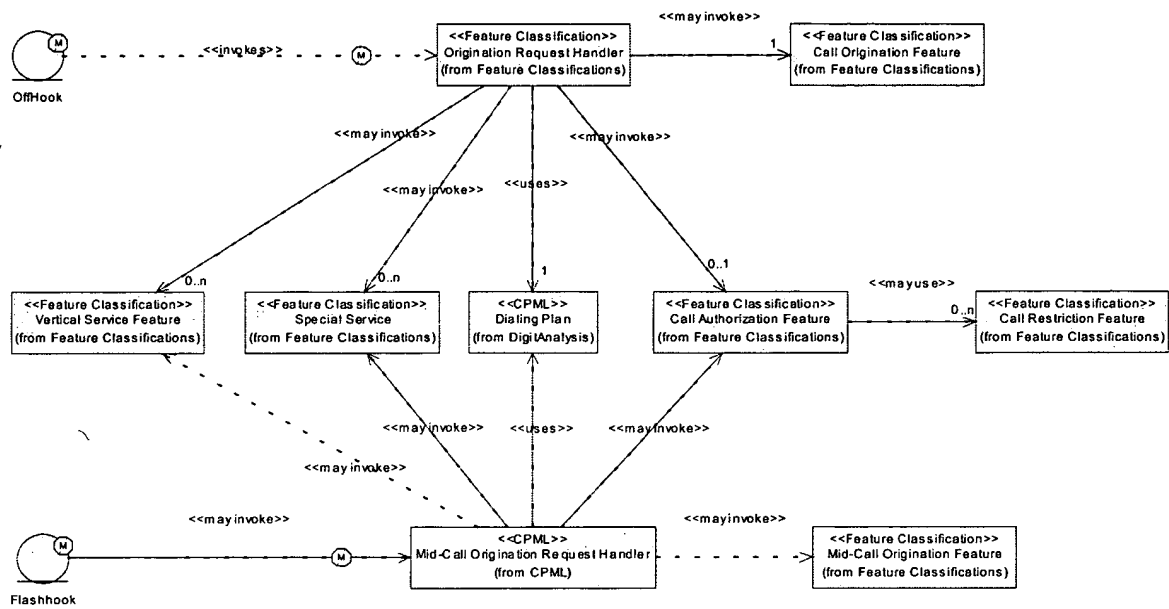 <<may invoke>>
M
<<invokes>>
M
<<Feature Classification>>
Origination Request Handler
(from Feature Classifications)
1
<<Feature Classification>>
Call Origination Feature
(from Feature Classifications)
OffHook
<<may invoke>>
<<may invoke>>
<<may invoke>>
<<uses>>
0..n
0..n
1
0..1
<<Feature Classification>>
Vertical Service Feature
(from Feature Classifications)
<<Feature Classification>>
Special Service
(from Feature Classifications)
<<CPML>>
Dialing Plan
(from DigitAnalysis)
<<Feature Classification>>
Call Authorization Feature
(from Feature Classifications)
<<may use>>
0..n
<<Feature Classification>>
Call Restriction Feature
(from Feature Classifications)
<<may invoke>>
<<uses>>
<<may invoke>>
<<may invoke>>
<<may invoke>>
<<may invoke>>
M
M
<<CPML>>
Mid-Call Origination Request Handler
(from CPML)
<<Feature Classification>>
Mid-Call Origination Feature
(from Feature Classifications)
Flashhook